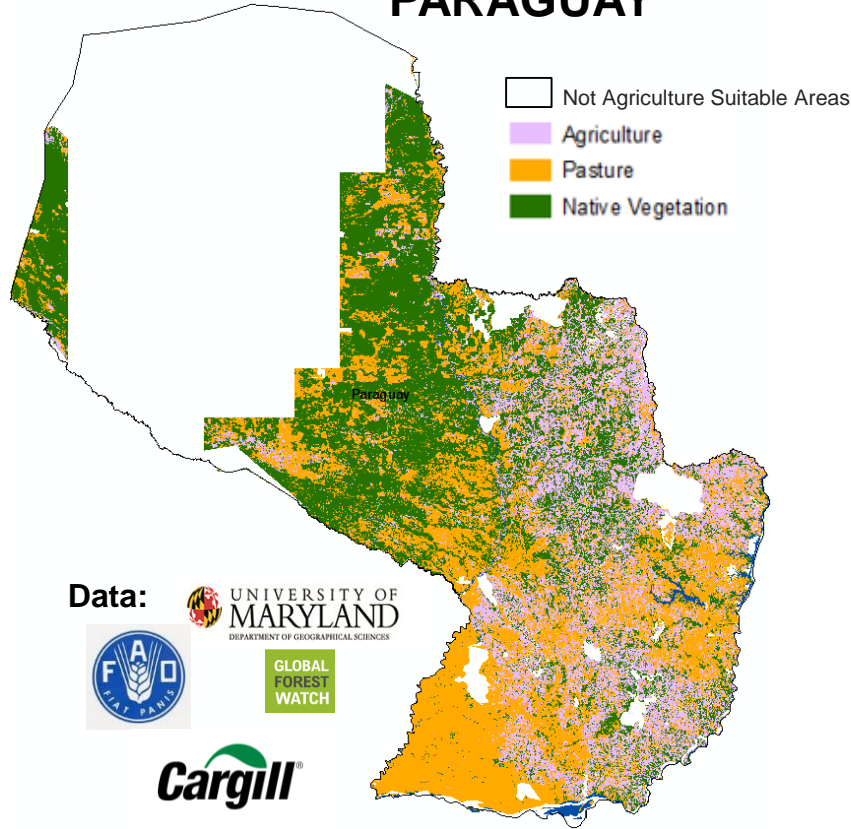 PARAGUAY
Not Agriculture Suitable Areas
Agriculture
Pasture
Native Vegetation
Paraguay
Data:
UNIVERSITY OF
MARYLAND
DEPARTMENT OF GEOGRAPHICAL SCIENCES
F A O
FIAT PANIS
GLOBAL
FOREST
WATCH
Cargill®